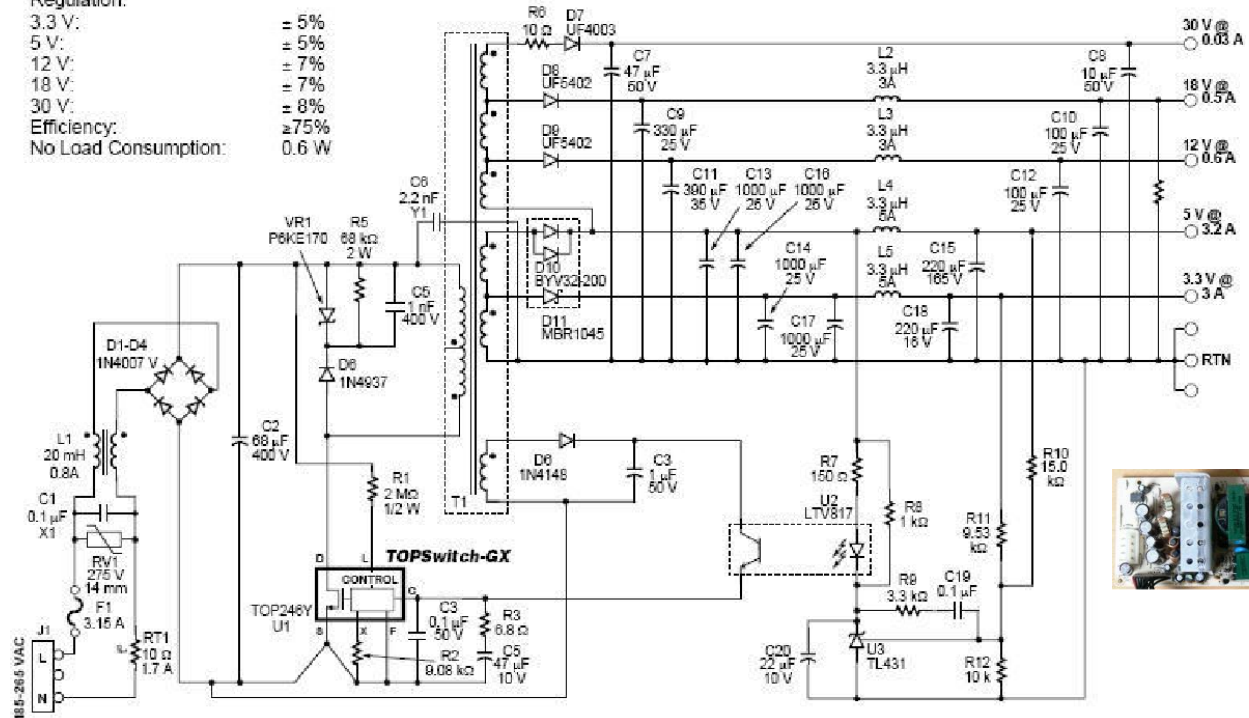 Regulation:
3.3 V: ± 5%
5 V: ± 5%
12 V: ± 7%
18 V: ± 7%
30 V: ± 8%
Efficiency: ≥75%
No Load Consumption: 0.6 W
R6
10 Ω
D7
UF4003
30 V @
0.03 A
C7
47 µF
50 V
L2
3.3 µH
3A
C8
10 µF
50 V
D8
UF5402
18 V @
0.5 A
C9
330 µF
25 V
L3
3.3 µH
3A
C10
100 µF
25 V
D9
UF5402
12 V @
0.6 A
C11
390 µF
35 V
C13
1000 µF
25 V
C16
1000 µF
25 V
L4
3.3 µH
5A
C12
100 µF
25 V
5 V @
3.2 A
C6
2.2 nF
Y1
VR1
P6KE170
R5
68 kΩ
2 W
C5
1 nF
400 V
D10
BYV32-200
C14
1000 µF
25 V
L5
3.3 µH
5A
C15
220 µF
165 V
3.3 V @
3 A
D11
MBR1045
C17
1000 µF
25 V
C18
220 µF
16 V
RTN
D1-D4
1N4007 V
D6
1N4937
L1
20 mH
0.8A
C2
68 µF
400 V
C1
0.1 µF
X1
RV1
275 V
14 mm
F1
3.15 A
J1
L
N
RT1
10 Ω
1.7 A
t°
R1
2 MΩ
1/2 W
T1
D6
1N4148
C3
1 µF
50 V
R7
150 Ω
U2
LTV817
R8
1 kΩ
R10
15.0
kΩ
R11
9.53
kΩ
TOPSwitch-GX
D
L
CONTROL
C
S
X
F
TOP246Y
U1
C3
0.1 µF
50 V
R3
6.8 Ω
C5
47 µF
10 V
R2
9.08 kΩ
R9
3.3 kΩ
C19
0.1 µF
C20
22 µF
10 V
U3
TL431
R12
10 k
185-265 VAC